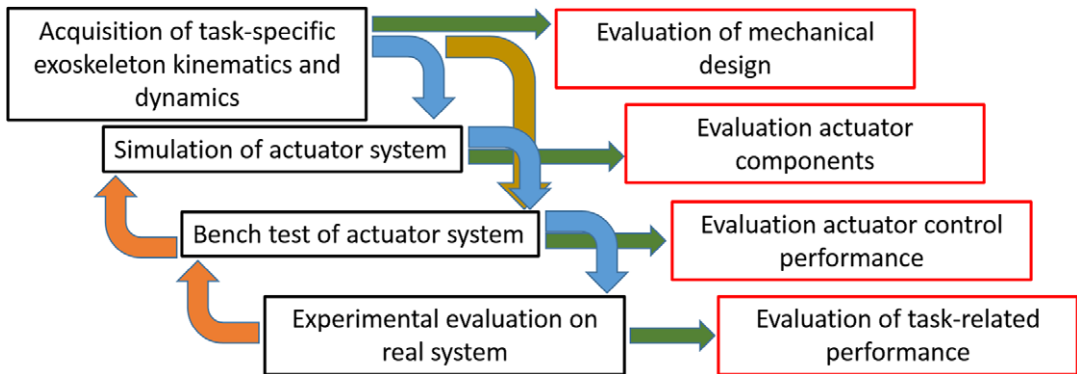 Acquisition of task-specific
exoskeleton kinematics and
dynamics
Evaluation of mechanical
design
Simulation of actuator system
Evaluation actuator
components
Bench test of actuator system
Evaluation actuator control
performance
Experimental evaluation on
real system
Evaluation of task-related
performance